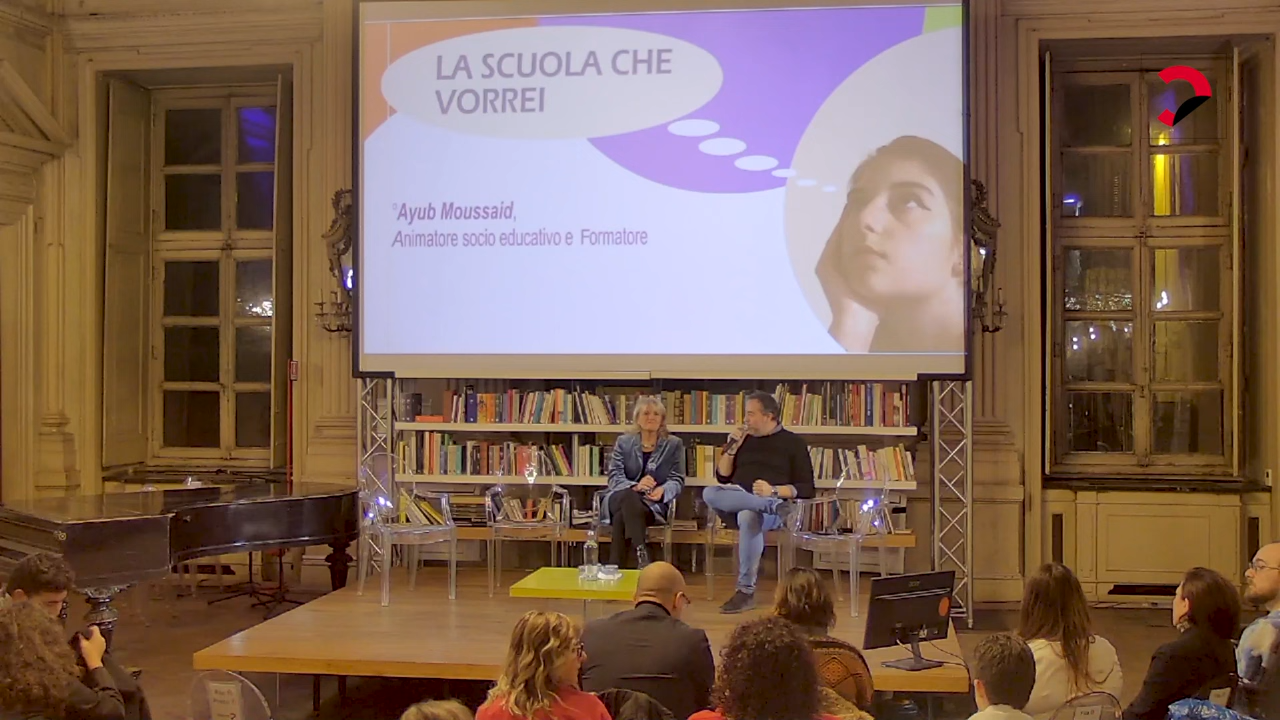 LA SCUOLA CHE
VORREI
°Ayub Moussaid,
Animatore socio educativo e Formatore